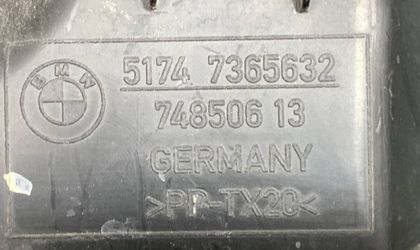 BMW
5174 7365632
748506 13
GERMANY
>PP-TX20<